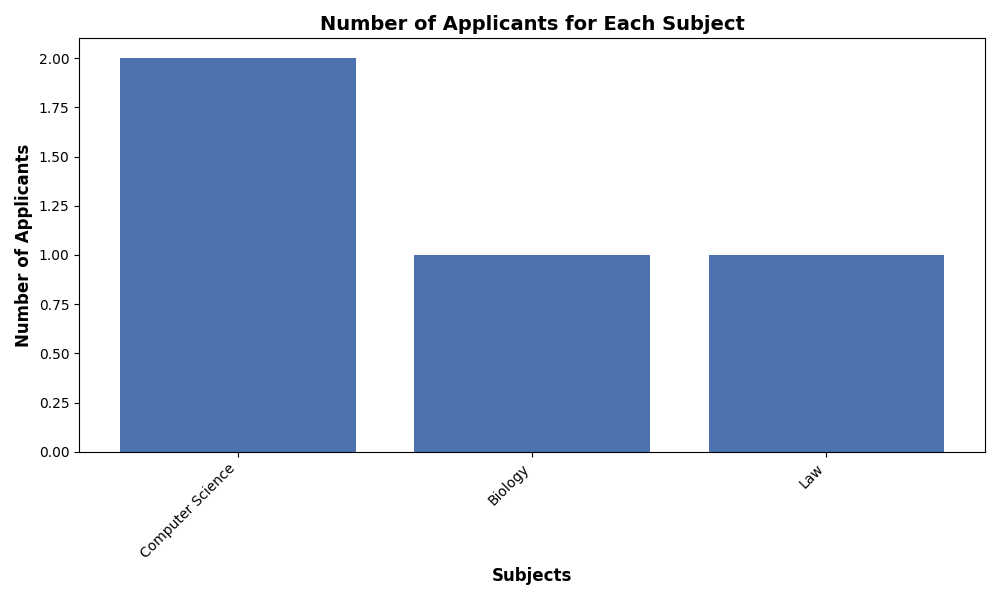 Number of Applicants for Each Subject
Number of Applicants
2.00
1.75
1.50
1.25
1.00
0.75
0.50
0.25
0.00
Computer Science
Biology
Law
Subjects